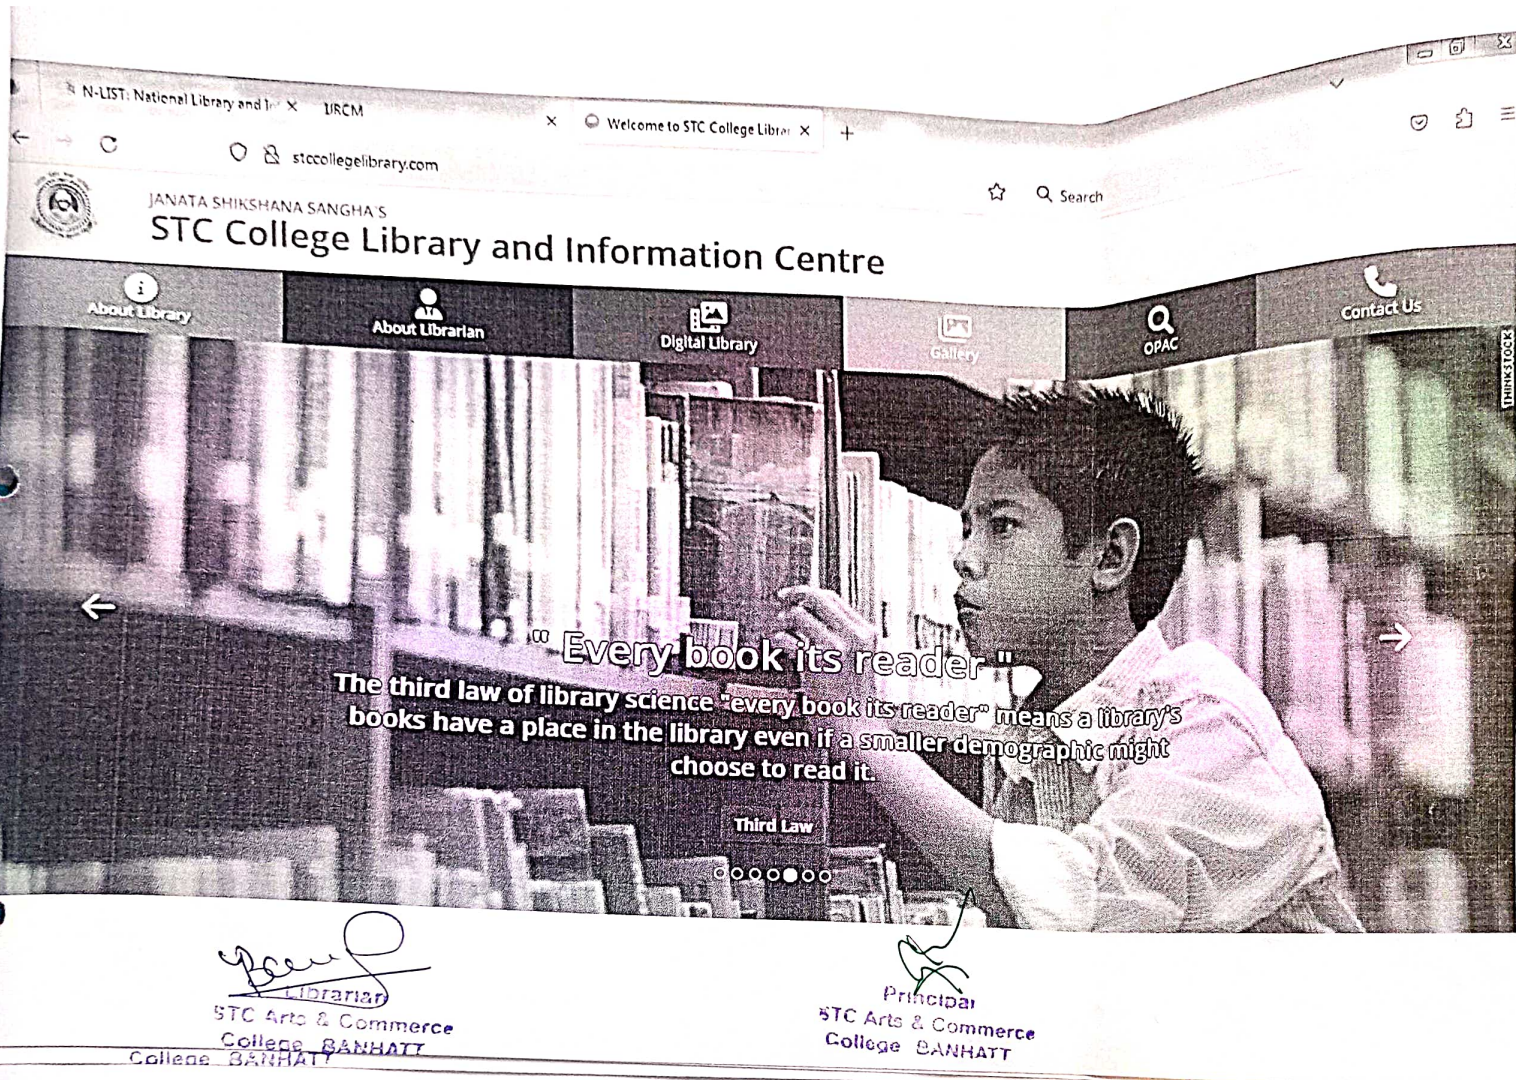 N-LIST: National Library and In
URCM
Welcome to STC College Librar
stccollegelibrary.com
Search
JANATA SHIKSHANA SANGHA'S
STC College Library and Information Centre
About Library
About Librarian
Digital Library
Gallery
OPAC
Contact Us
THINKSTOCK
" Every book its reader "
The third law of library science "every book its reader" means a library's
books have a place in the library even if a smaller demographic might
choose to read it.
Third Law
Librarian
STC Arts & Commerce
College BANHATT
College BANHATT
Principal
STC Arts & Commerce
College BANHATT